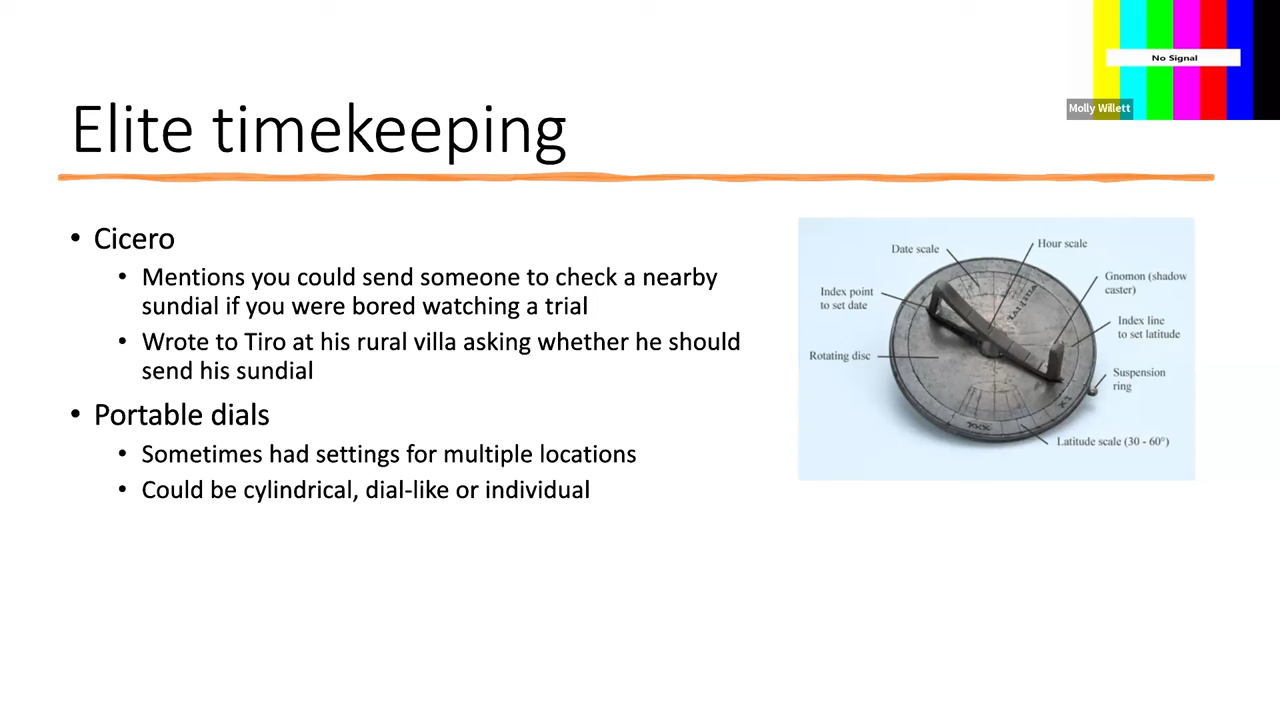 No Signal
Molly Willett
Elite timekeeping
• Cicero
• Mentions you could send someone to check a nearby
sundial if you were bored watching a trial
• Wrote to Tiro at his rural villa asking whether he should
send his sundial
• Portable dials
• Sometimes had settings for multiple locations
• Could be cylindrical, dial-like or individual
Date scale
Hour scale
Index point
to set date
Gnomon (shadow
caster)
Index line
to set latitude
Rotating disc
Suspension
ring
Latitude scale (30 - 60°)
XXX